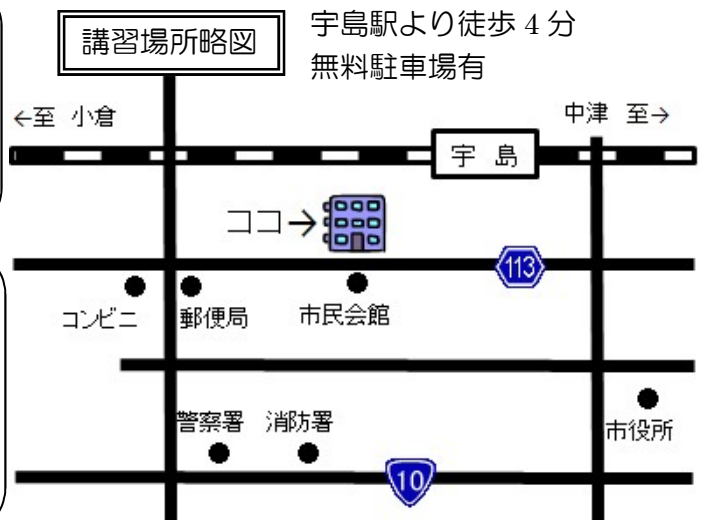 講習場所略図
宇島駅より徒歩 4 分
無料駐車場有
←至 小倉
中津 至→
宇 島
ココ→
113
コンビニ
郵便局
市民会館
警察署
消防署
市役所
10